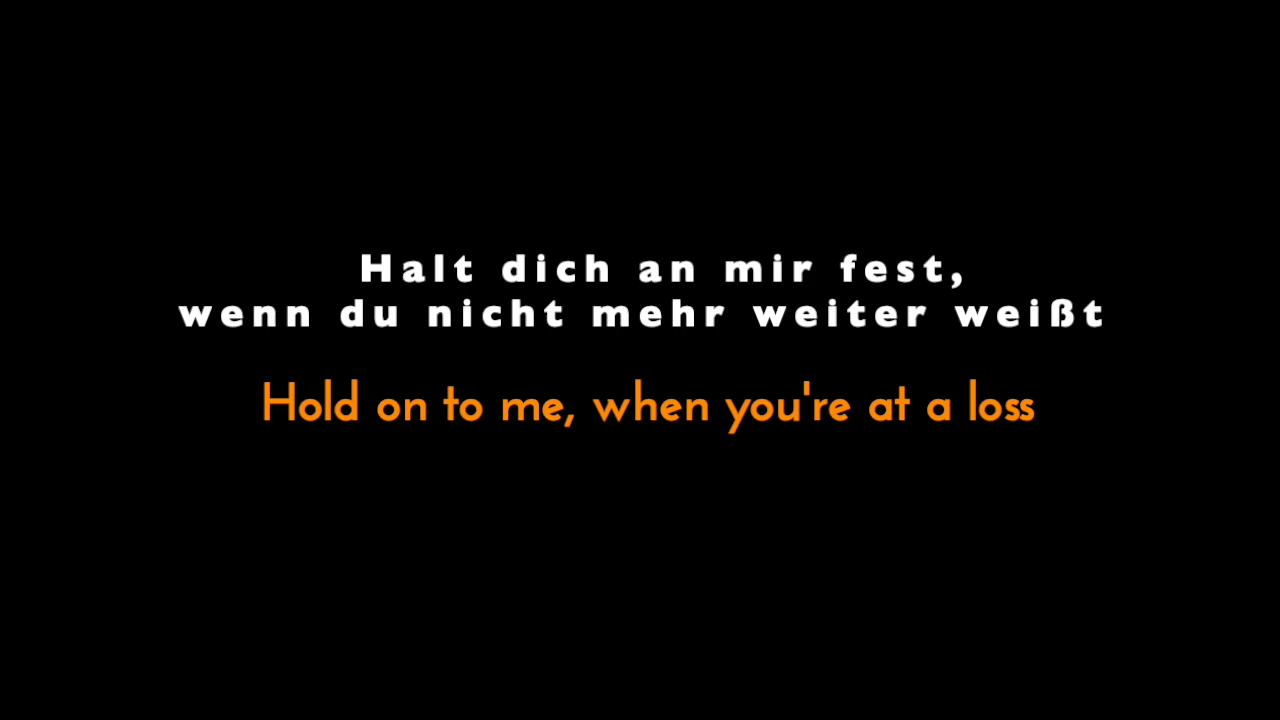 Halt dich an mir fest,
wenn du nicht mehr weiter weißt
Hold on to me, when you're at a loss